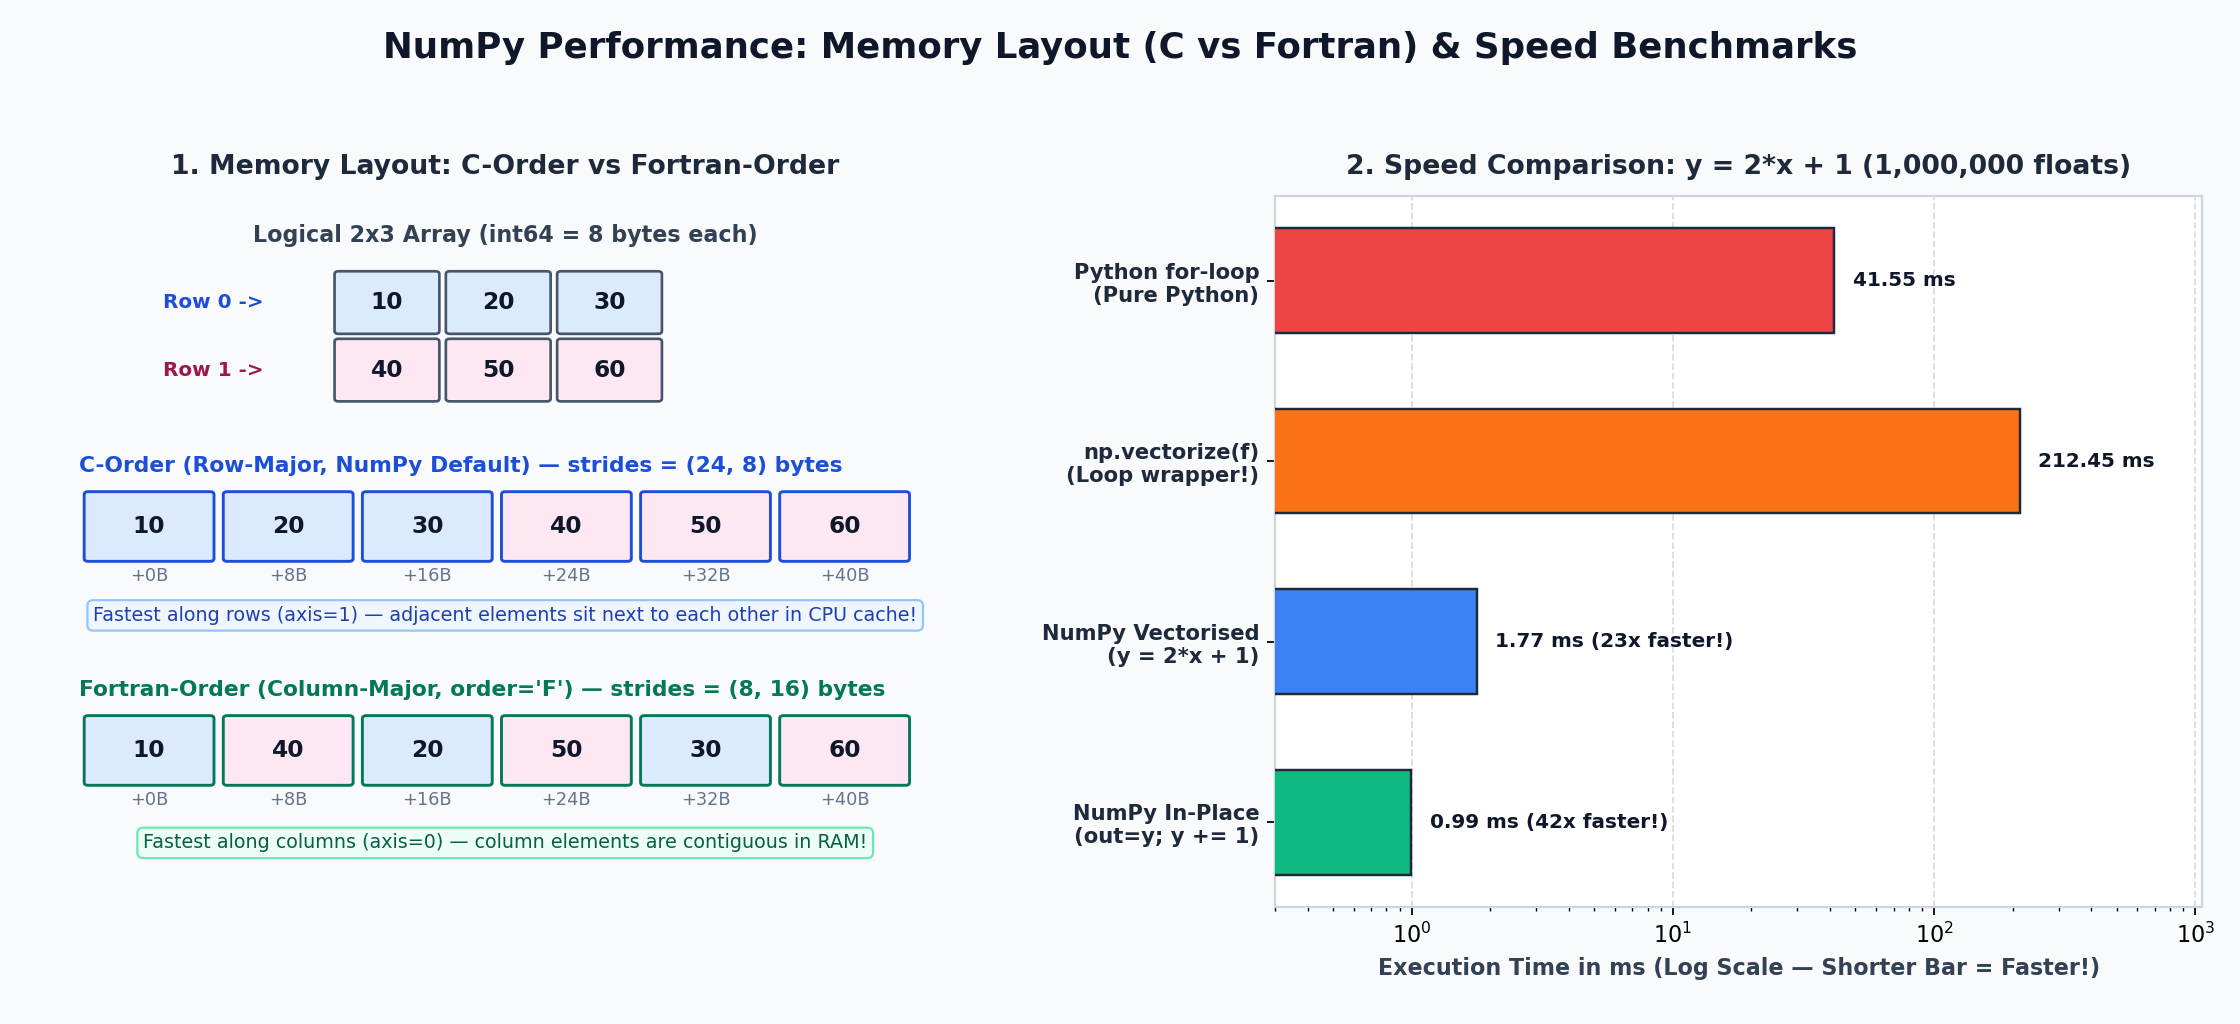 NumPy Performance: Memory Layout (C vs Fortran) & Speed Benchmarks
1. Memory Layout: C-Order vs Fortran-Order
Logical 2x3 Array (int64 = 8 bytes each)
Row 0 -> 10 20 30
Row 1 -> 40 50 60
C-Order (Row-Major, NumPy Default) — strides = (24, 8) bytes
10 20 30 40 50 60
+0B +8B +16B +24B +32B +40B
Fastest along rows (axis=1) — adjacent elements sit next to each other in CPU cache!
Fortran-Order (Column-Major, order='F') — strides = (8, 16) bytes
10 40 20 50 30 60
+0B +8B +16B +24B +32B +40B
Fastest along columns (axis=0) — column elements are contiguous in RAM!
2. Speed Comparison: y = 2*x + 1 (1,000,000 floats)
Python for-loop
(Pure Python)
41.55 ms
np.vectorize(f)
(Loop wrapper!)
212.45 ms
NumPy Vectorised
(y = 2*x + 1)
1.77 ms (23x faster!)
NumPy In-Place
(out=y; y += 1)
0.99 ms (42x faster!)
10⁰ 10¹ 10² 10³
Execution Time in ms (Log Scale — Shorter Bar = Faster!)